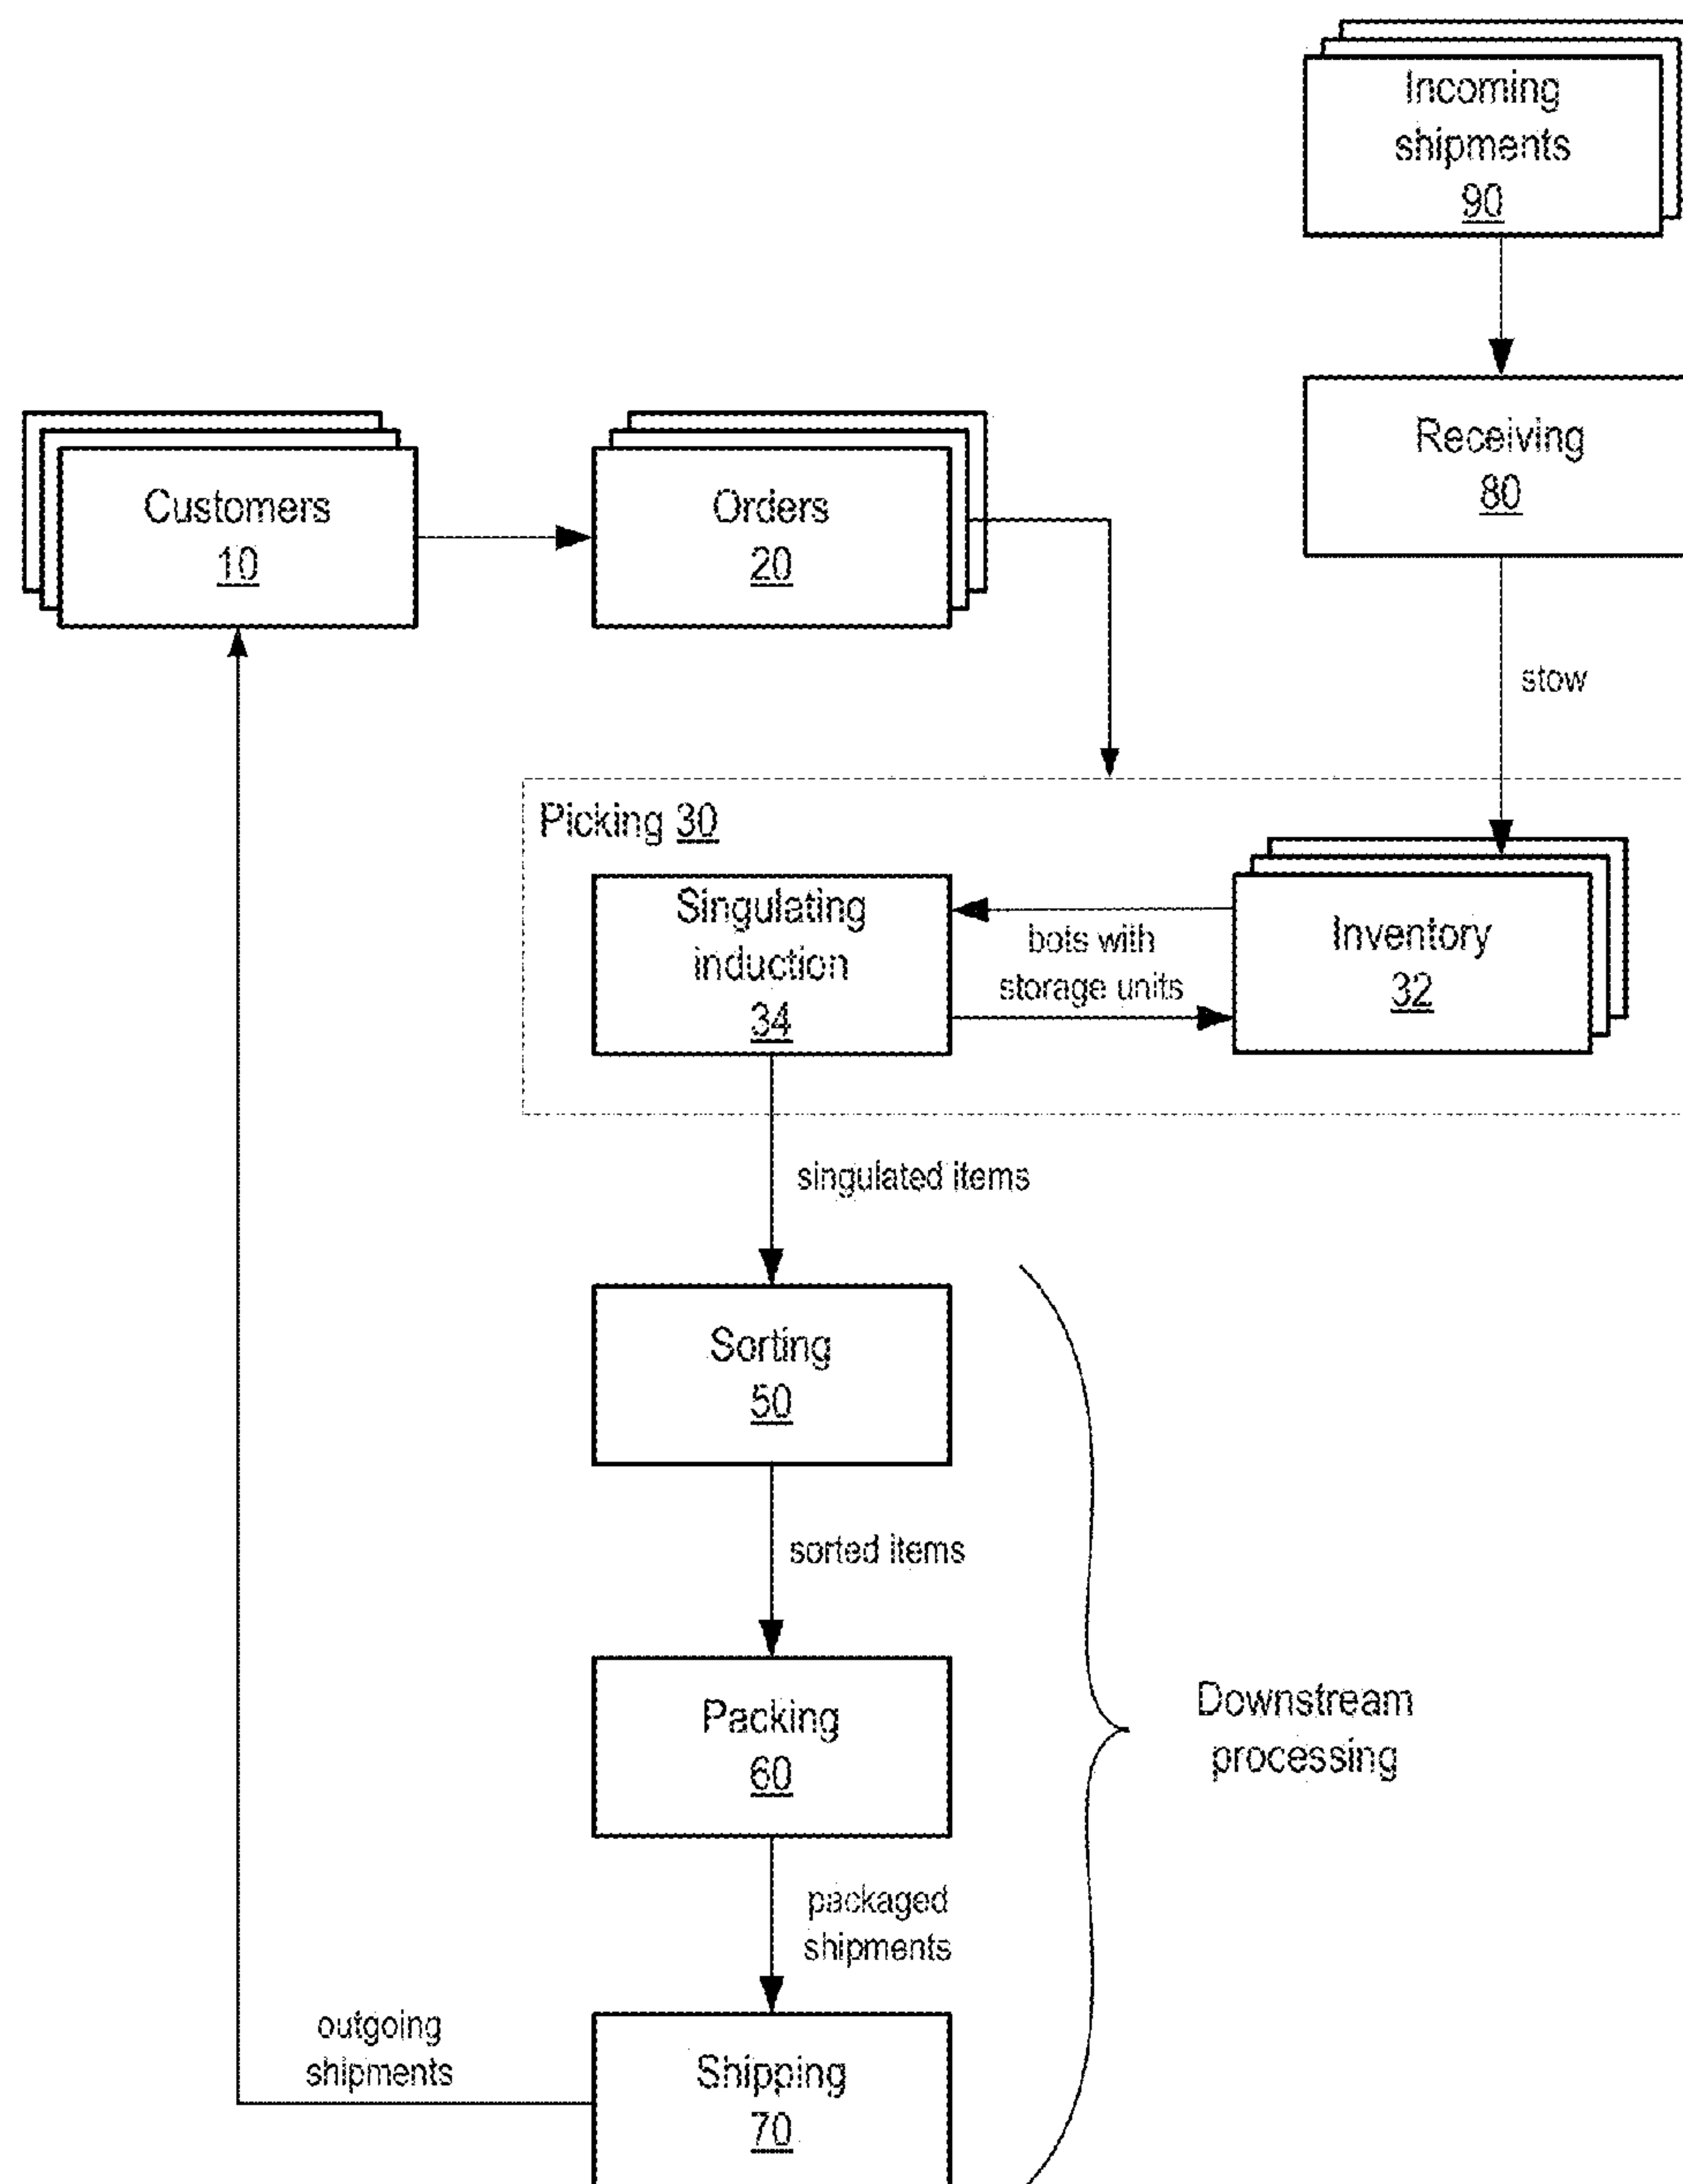 Incoming
shipments
90
Receiving
80
Customers
10
Orders
20
stow
Picking 30
Singulating
induction
34
bots with
storage units
Inventory
32
singulated items
Sorting
50
sorted items
Packing
60
Downstream
processing
packaged
shipments
outgoing
shipments
Shipping
70